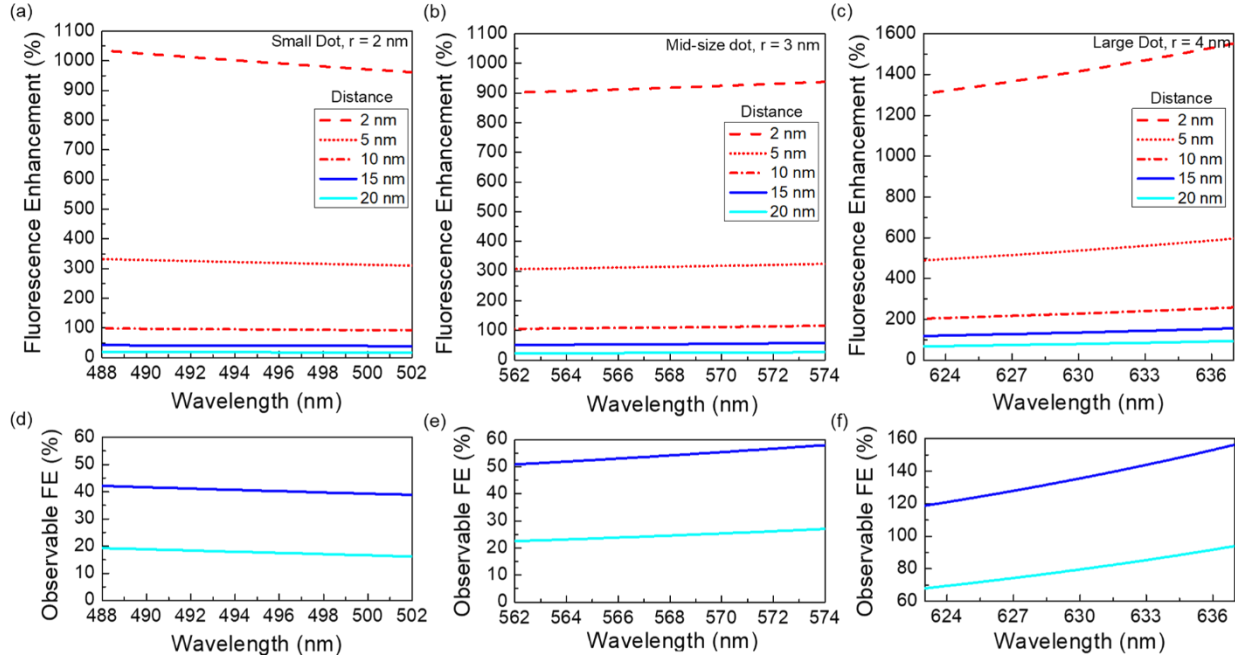 (a)
Fluorescence Enhancement (%)
1100
1000
900
800
700
600
500
400
300
200
100
0
Small Dot, r = 2 nm
Distance
2 nm
5 nm
10 nm
15 nm
20 nm
488 490 492 494 496 498 500 502
Wavelength (nm)
(b)
Fluorescence Enhancement (%)
1100
1000
900
800
700
600
500
400
300
200
100
0
Mid-size dot, r = 3 nm
Distance
2 nm
5 nm
10 nm
15 nm
20 nm
562 564 566 568 570 572 574
Wavelength (nm)
(c)
Fluorescence Enhancement (%)
1600
1400
1200
1000
800
600
400
200
0
Large Dot, r = 4 nm
Distance
2 nm
5 nm
10 nm
15 nm
20 nm
624 627 630 633 636
Wavelength (nm)
(d)
Observable FE (%)
60
50
40
30
20
10
0
488 490 492 494 496 498 500 502
Wavelength (nm)
(e)
Observable FE (%)
60
50
40
30
20
10
0
562 564 566 568 570 572 574
Wavelength (nm)
(f)
Observable FE (%)
160
140
120
100
80
60
624 627 630 633 636
Wavelength (nm)